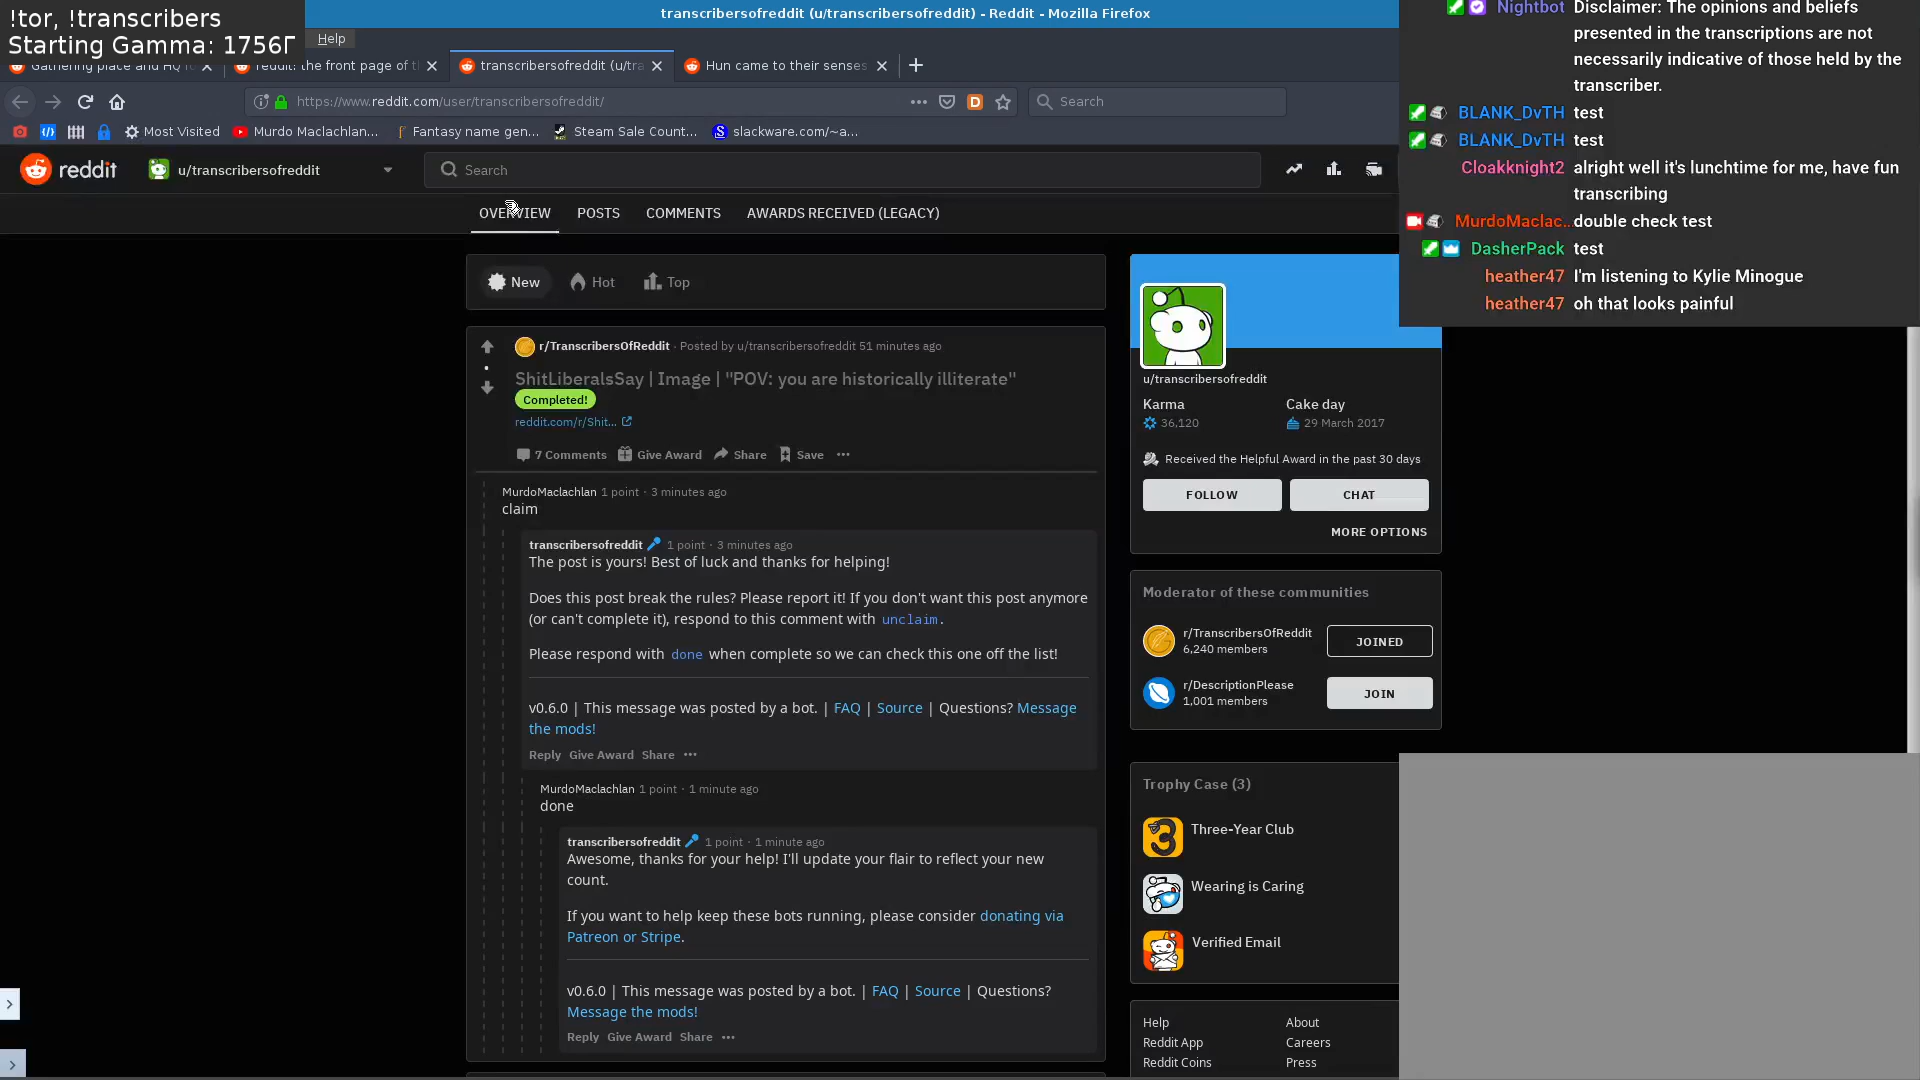 !tor, !transcribers
Starting Gamma: 1756Γ
transcribersofreddit (u/transcribersofreddit) - Reddit - Mozilla Firefox
Help
Gathering place and HQ fo
reddit: the front page of t
transcribersofreddit (u/tra
Hun came to their senses
https://www.reddit.com/user/transcribersofreddit/
Search
Most Visited
Murdo Maclachlan...
Fantasy name gen...
Steam Sale Count...
slackware.com/~a...
reddit
u/transcribersofreddit
Search
OVERVIEW
POSTS
COMMENTS
AWARDS RECEIVED (LEGACY)
New
Hot
Top
r/TranscribersOfReddit · Posted by u/transcribersofreddit 51 minutes ago
ShitLiberalsSay | Image | "POV: you are historically illiterate"
Completed!
reddit.com/r/Shit...
7 Comments
Give Award
Share
Save
MurdoMaclachlan 1 point · 3 minutes ago
claim
transcribersofreddit 1 point · 3 minutes ago
The post is yours! Best of luck and thanks for helping!
Does this post break the rules? Please report it! If you don't want this post anymore
(or can't complete it), respond to this comment with unclaim.
Please respond with done when complete so we can check this one off the list!
v0.6.0 | This message was posted by a bot. | FAQ | Source | Questions? Message
the mods!
Reply Give Award Share
MurdoMaclachlan 1 point · 1 minute ago
done
transcribersofreddit 1 point · 1 minute ago
Awesome, thanks for your help! I'll update your flair to reflect your new
count.
If you want to help keep these bots running, please consider donating via
Patreon or Stripe.
v0.6.0 | This message was posted by a bot. | FAQ | Source | Questions?
Message the mods!
Reply Give Award Share
u/transcribersofreddit
Karma
36,120
Cake day
29 March 2017
Received the Helpful Award in the past 30 days
FOLLOW
CHAT
MORE OPTIONS
Moderator of these communities
r/TranscribersOfReddit
6,240 members
JOINED
r/DescriptionPlease
1,001 members
JOIN
Trophy Case (3)
3
Three-Year Club
Wearing is Caring
Verified Email
Help
About
Reddit App
Careers
Reddit Coins
Press
Nightbot Disclaimer: The opinions and beliefs
presented in the transcriptions are not
necessarily indicative of those held by the
transcriber.
BLANK_DvTH test
BLANK_DvTH test
Cloakknight2 alright well it's lunchtime for me, have fun
transcribing
MurdoMaclac... double check test
DasherPack test
heather47 I'm listening to Kylie Minogue
heather47 oh that looks painful